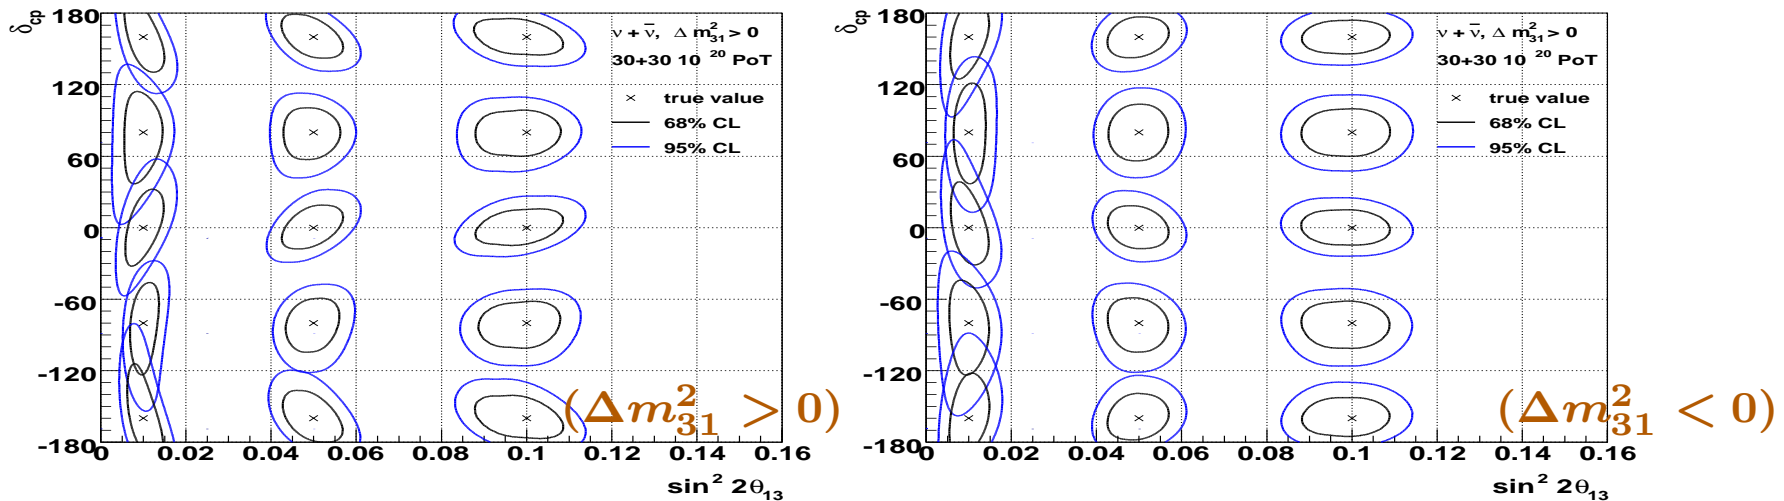 δcp
180
120
60
0
-60
-120
-180
0
0.02
0.04
0.06
0.08
0.1
0.12
0.14
0.16
sin² 2θ₁₃
ν + ν̄, Δ m²₃₁ > 0
30+30 10 ²⁰ PoT
true value
68% CL
95% CL
(Δm²₃₁ > 0)
δcp
180
120
60
0
-60
-120
-180
0
0.02
0.04
0.06
0.08
0.1
0.12
0.14
0.16
sin² 2θ₁₃
ν + ν̄, Δ m²₃₁ > 0
30+30 10 ²⁰ PoT
true value
68% CL
95% CL
(Δm²₃₁ < 0)